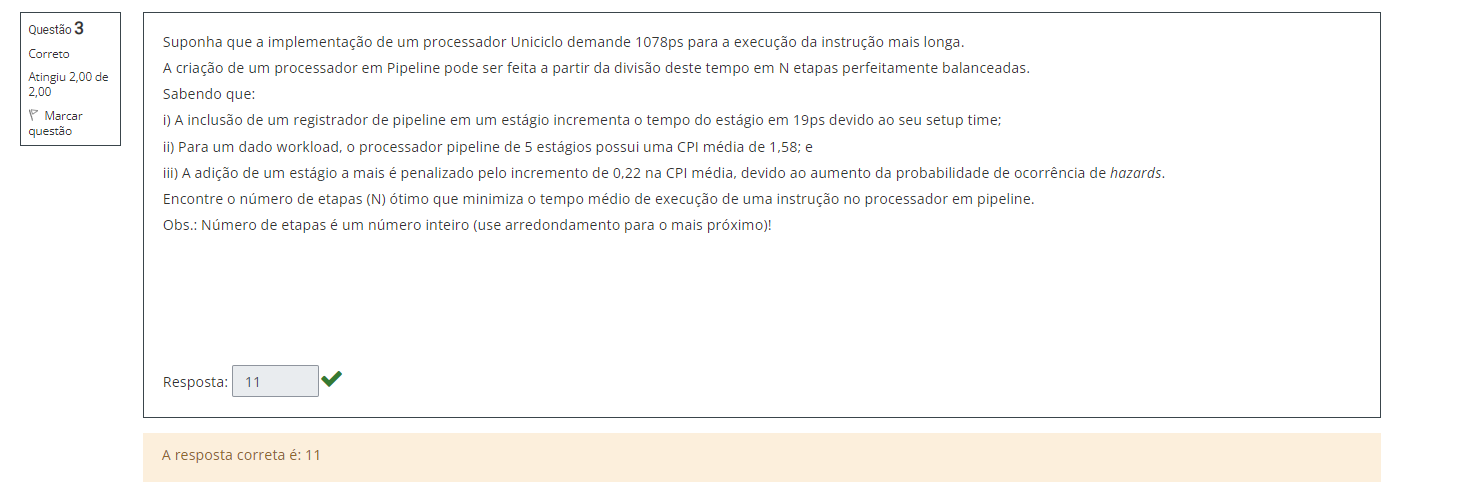 Questão 3
Correto
Atingiu 2,00 de
2,00
Marcar
questão
Suponha que a implementação de um processador Uniciclo demande 1078ps para a execução da instrução mais longa.
A criação de um processador em Pipeline pode ser feita a partir da divisão deste tempo em N etapas perfeitamente balanceadas.
Sabendo que:
i) A inclusão de um registrador de pipeline em um estágio incrementa o tempo do estágio em 19ps devido ao seu setup time;
ii) Para um dado workload, o processador pipeline de 5 estágios possui uma CPI média de 1,58; e
iii) A adição de um estágio a mais é penalizado pelo incremento de 0,22 na CPI média, devido ao aumento da probabilidade de ocorrência de hazards.
Encontre o número de etapas (N) ótimo que minimiza o tempo médio de execução de uma instrução no processador em pipeline.
Obs.: Número de etapas é um número inteiro (use arredondamento para o mais próximo)!
Resposta: 11
A resposta correta é: 11